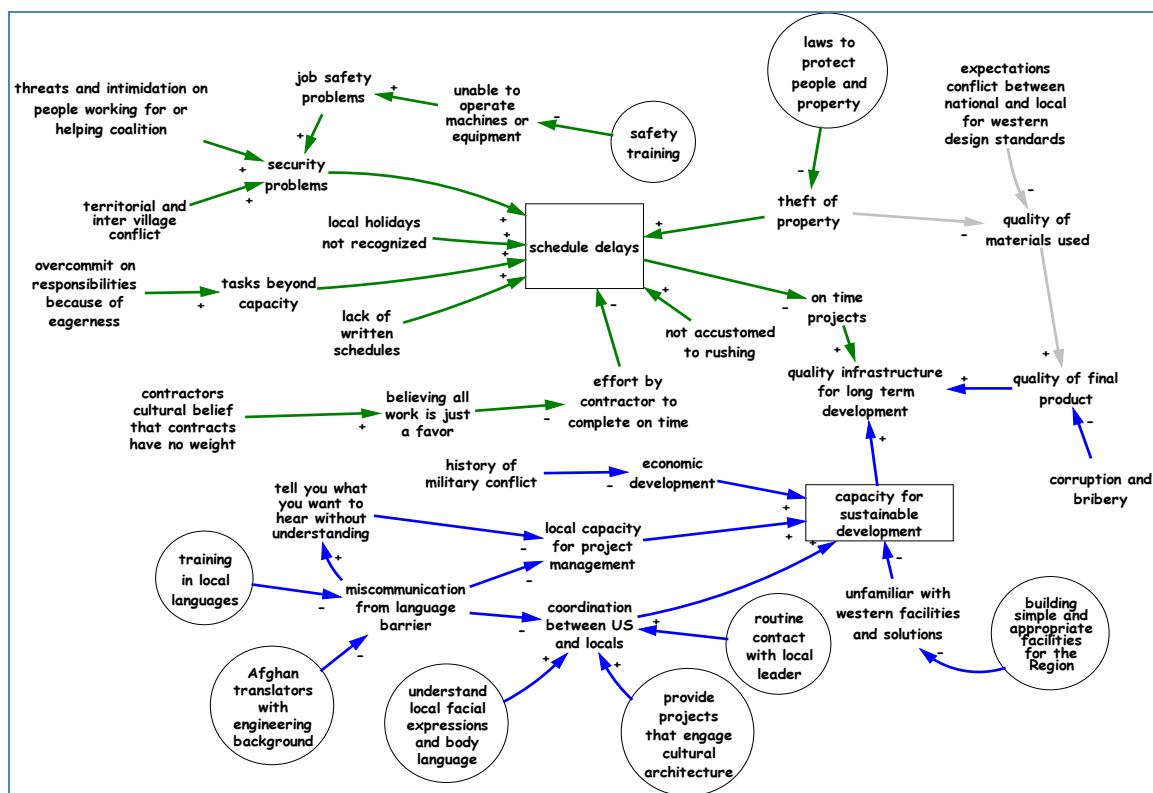 laws to
protect
people and
property
threats and intimidation on
people working for or
helping coalition
job safety
problems
unable to
operate
machines or
equipment
safety
training
expectations
conflict between
national and local
for western
design standards
security
problems
territorial and
inter village
conflict
local holidays
not recognized
schedule delays
theft of
property
quality of
materials used
overcommit on
responsibilities
because of
eagerness
tasks beyond
capacity
lack of
written
schedules
not accustomed
to rushing
on time
projects
contractors
cultural belief
that contracts
have no weight
believing all
work is just
a favor
effort by
contractor to
complete on time
quality infrastructure
for long term
development
quality of final
product
corruption and
bribery
history of
military conflict
economic
development
capacity for
sustainable
development
tell you what
you want to
hear without
understanding
local capacity
for project
management
training
in local
languages
miscommunication
from language
barrier
coordination
between US
and locals
routine
contact
with local
leader
unfamiliar with
western facilities
and solutions
building
simple and
appropriate
facilities
for the
Region
Afghan
translators
with
engineering
background
understand
local facial
expressions
and body
language
provide
projects
that engage
cultural
architecture